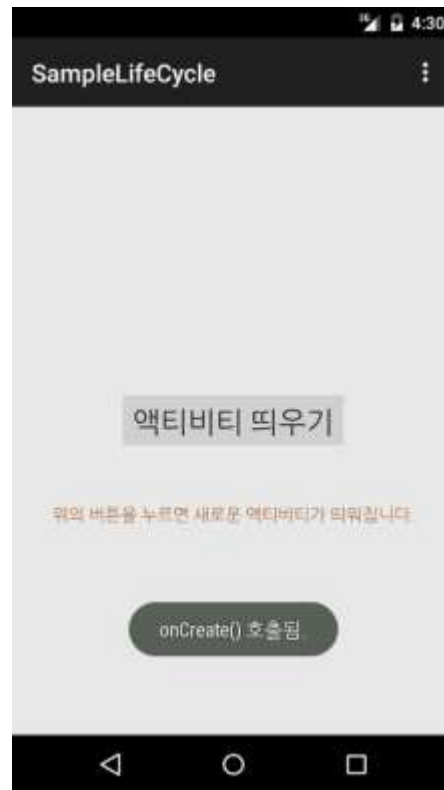 4:30
SampleLifeCycle
액티비티 띄우기
위의 버튼을 누르면 새로운 액티비티가 띄워집니다.
onCreate() 호출됨.